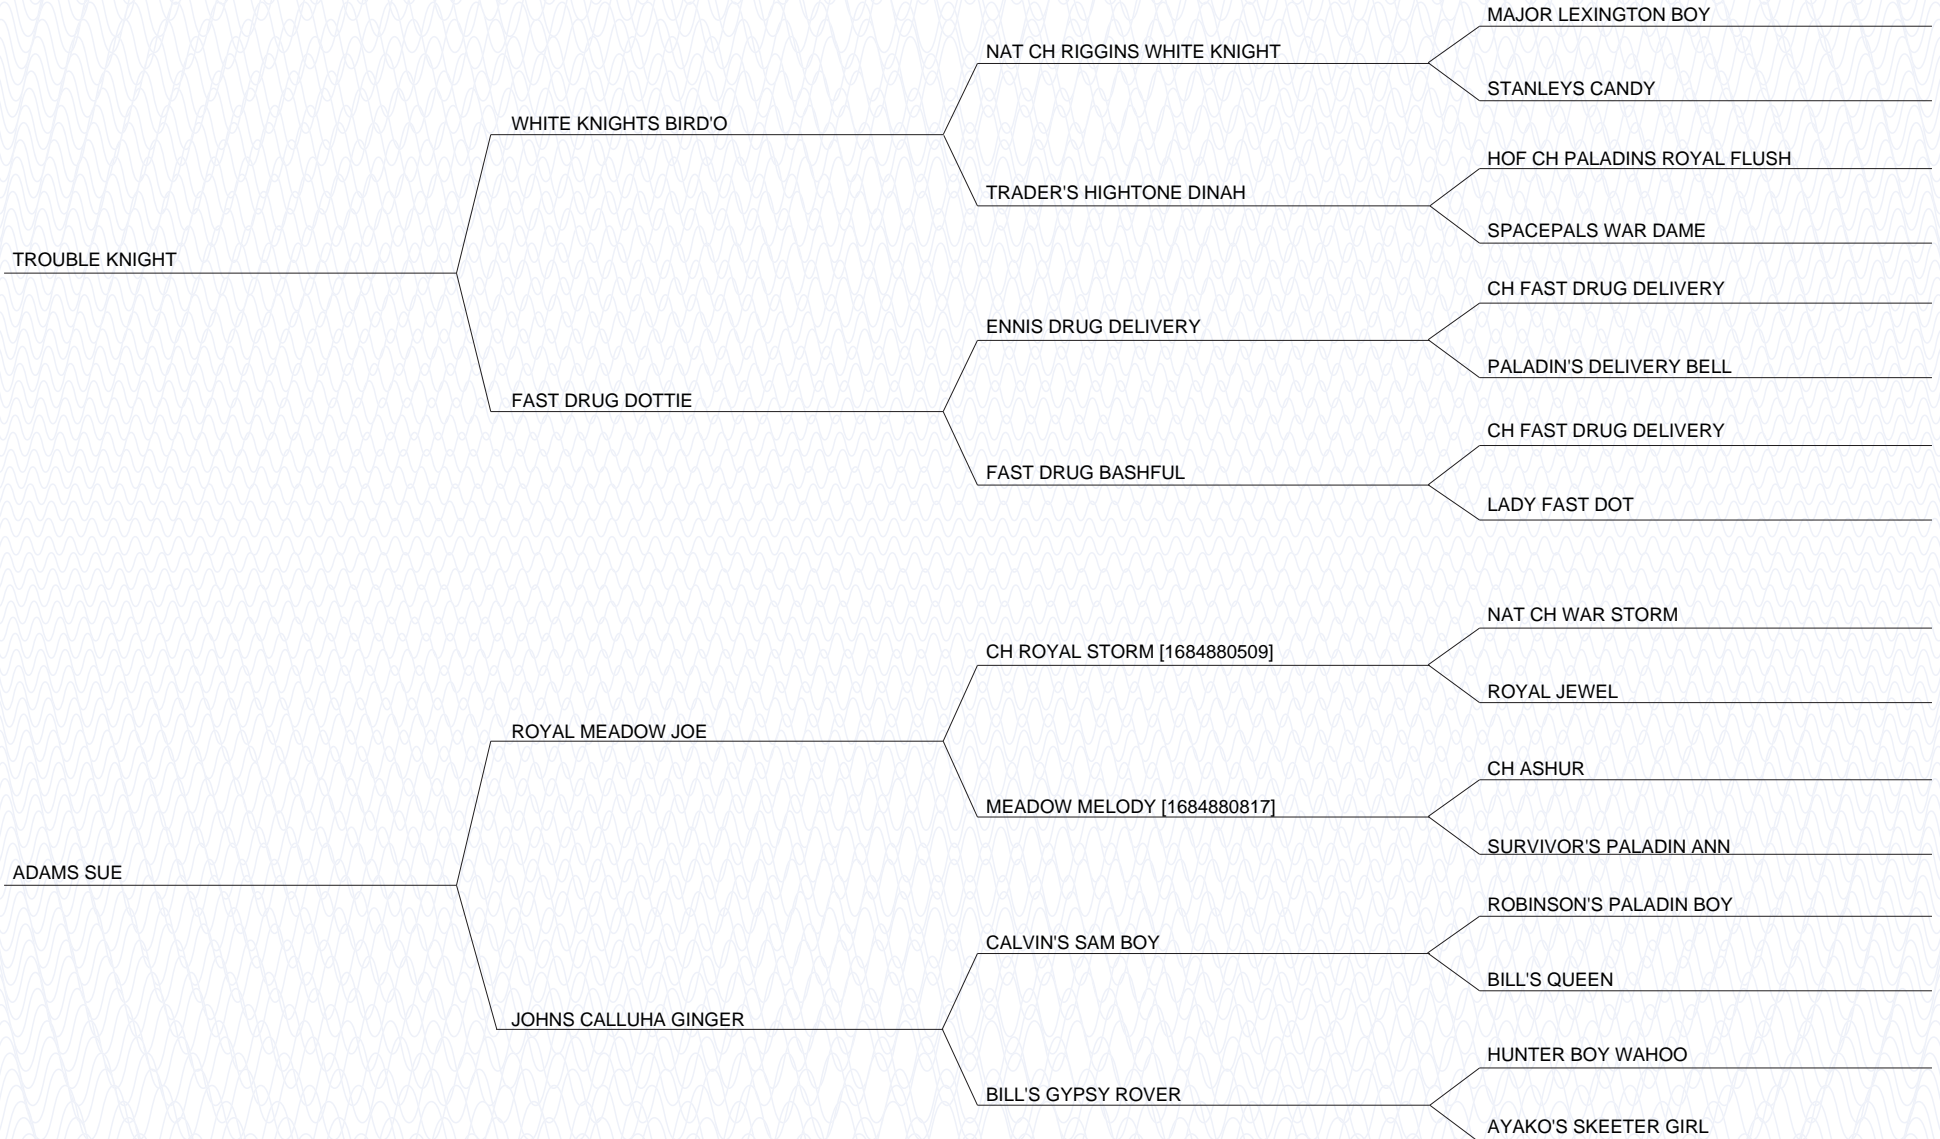 MAJOR LEXINGTON BOY
NAT CH RIGGINS WHITE KNIGHT
STANLEYS CANDY
WHITE KNIGHTS BIRD'O
HOF CH PALADINS ROYAL FLUSH
TRADER'S HIGHTONE DINAH
SPACEPALS WAR DAME
TROUBLE KNIGHT
CH FAST DRUG DELIVERY
ENNIS DRUG DELIVERY
PALADIN'S DELIVERY BELL
FAST DRUG DOTTIE
CH FAST DRUG DELIVERY
FAST DRUG BASHFUL
LADY FAST DOT
NAT CH WAR STORM
CH ROYAL STORM [1684880509]
ROYAL JEWEL
ROYAL MEADOW JOE
CH ASHUR
MEADOW MELODY [1684880817]
SURVIVOR'S PALADIN ANN
ADAMS SUE
ROBINSON'S PALADIN BOY
CALVIN'S SAM BOY
BILL'S QUEEN
JOHNS CALLUHA GINGER
HUNTER BOY WAHOO
BILL'S GYPSY ROVER
AYAKO'S SKEETER GIRL